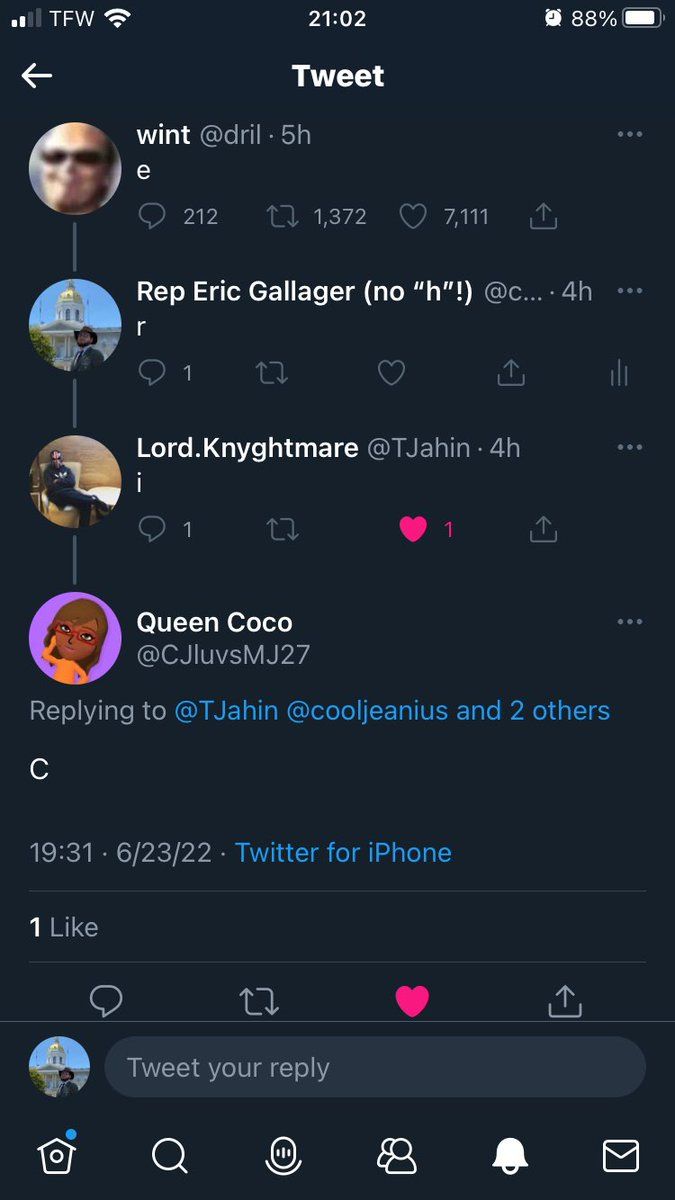 TFW 21:02 88%
Tweet
wint @dril · 5h
e
212 1,372 7,111
Rep Eric Gallager (no “h”!) @c... · 4h
r
1
Lord.Knyghtmare @TJahin · 4h
i
1 1
Queen Coco
@CJluvsMJ27
Replying to @TJahin @cooljeanius and 2 others
C
19:31 · 6/23/22 · Twitter for iPhone
1 Like
Tweet your reply